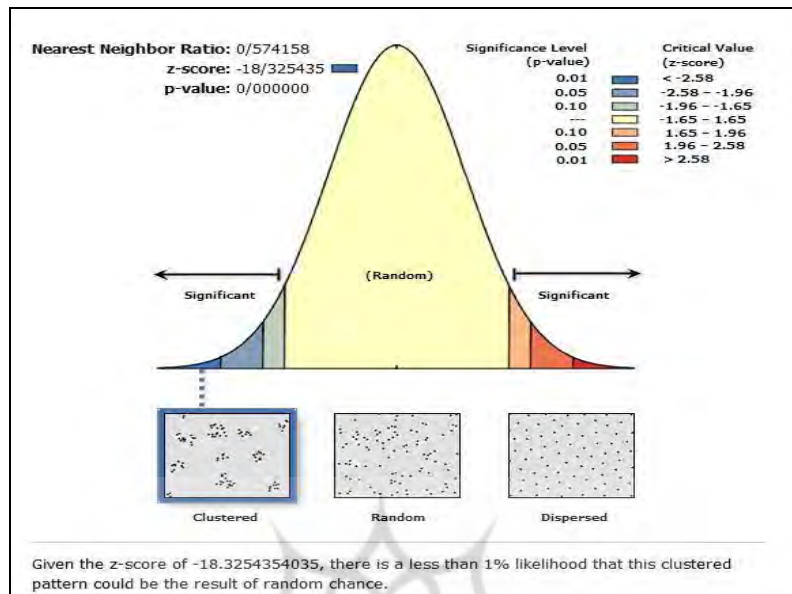 Nearest Neighbor Ratio: 0/574158
z-score: -18/325435
p-value: 0/000000
Significance Level
(p-value)
Critical Value
(z-score)
0.01 < -2.58
0.05 -2.58 - -1.96
0.10 -1.96 - -1.65
--- -1.65 - 1.65
0.10 1.65 - 1.96
0.05 1.96 - 2.58
0.01 > 2.58
(Random)
Significant
Significant
Clustered
Random
Dispersed
Given the z-score of -18.3254354035, there is a less than 1% likelihood that this clustered
pattern could be the result of random chance.